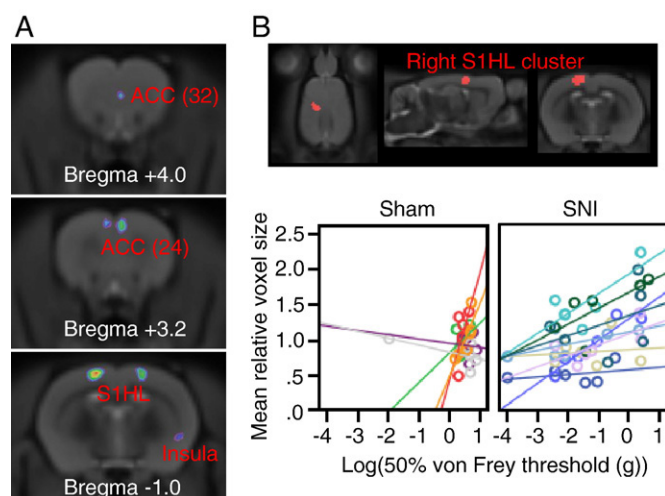 A
ACC (32)
Bregma +4.0
ACC (24)
Bregma +3.2
S1HL
Insula
Bregma -1.0
B
Right S1HL cluster
Sham
SNI
Mean relative voxel size
2.5
2.0
1.5
1.0
.5
.0
-4 -3 -2 -1 0 1
-4 -3 -2 -1 0 1
Log(50% von Frey threshold (g))